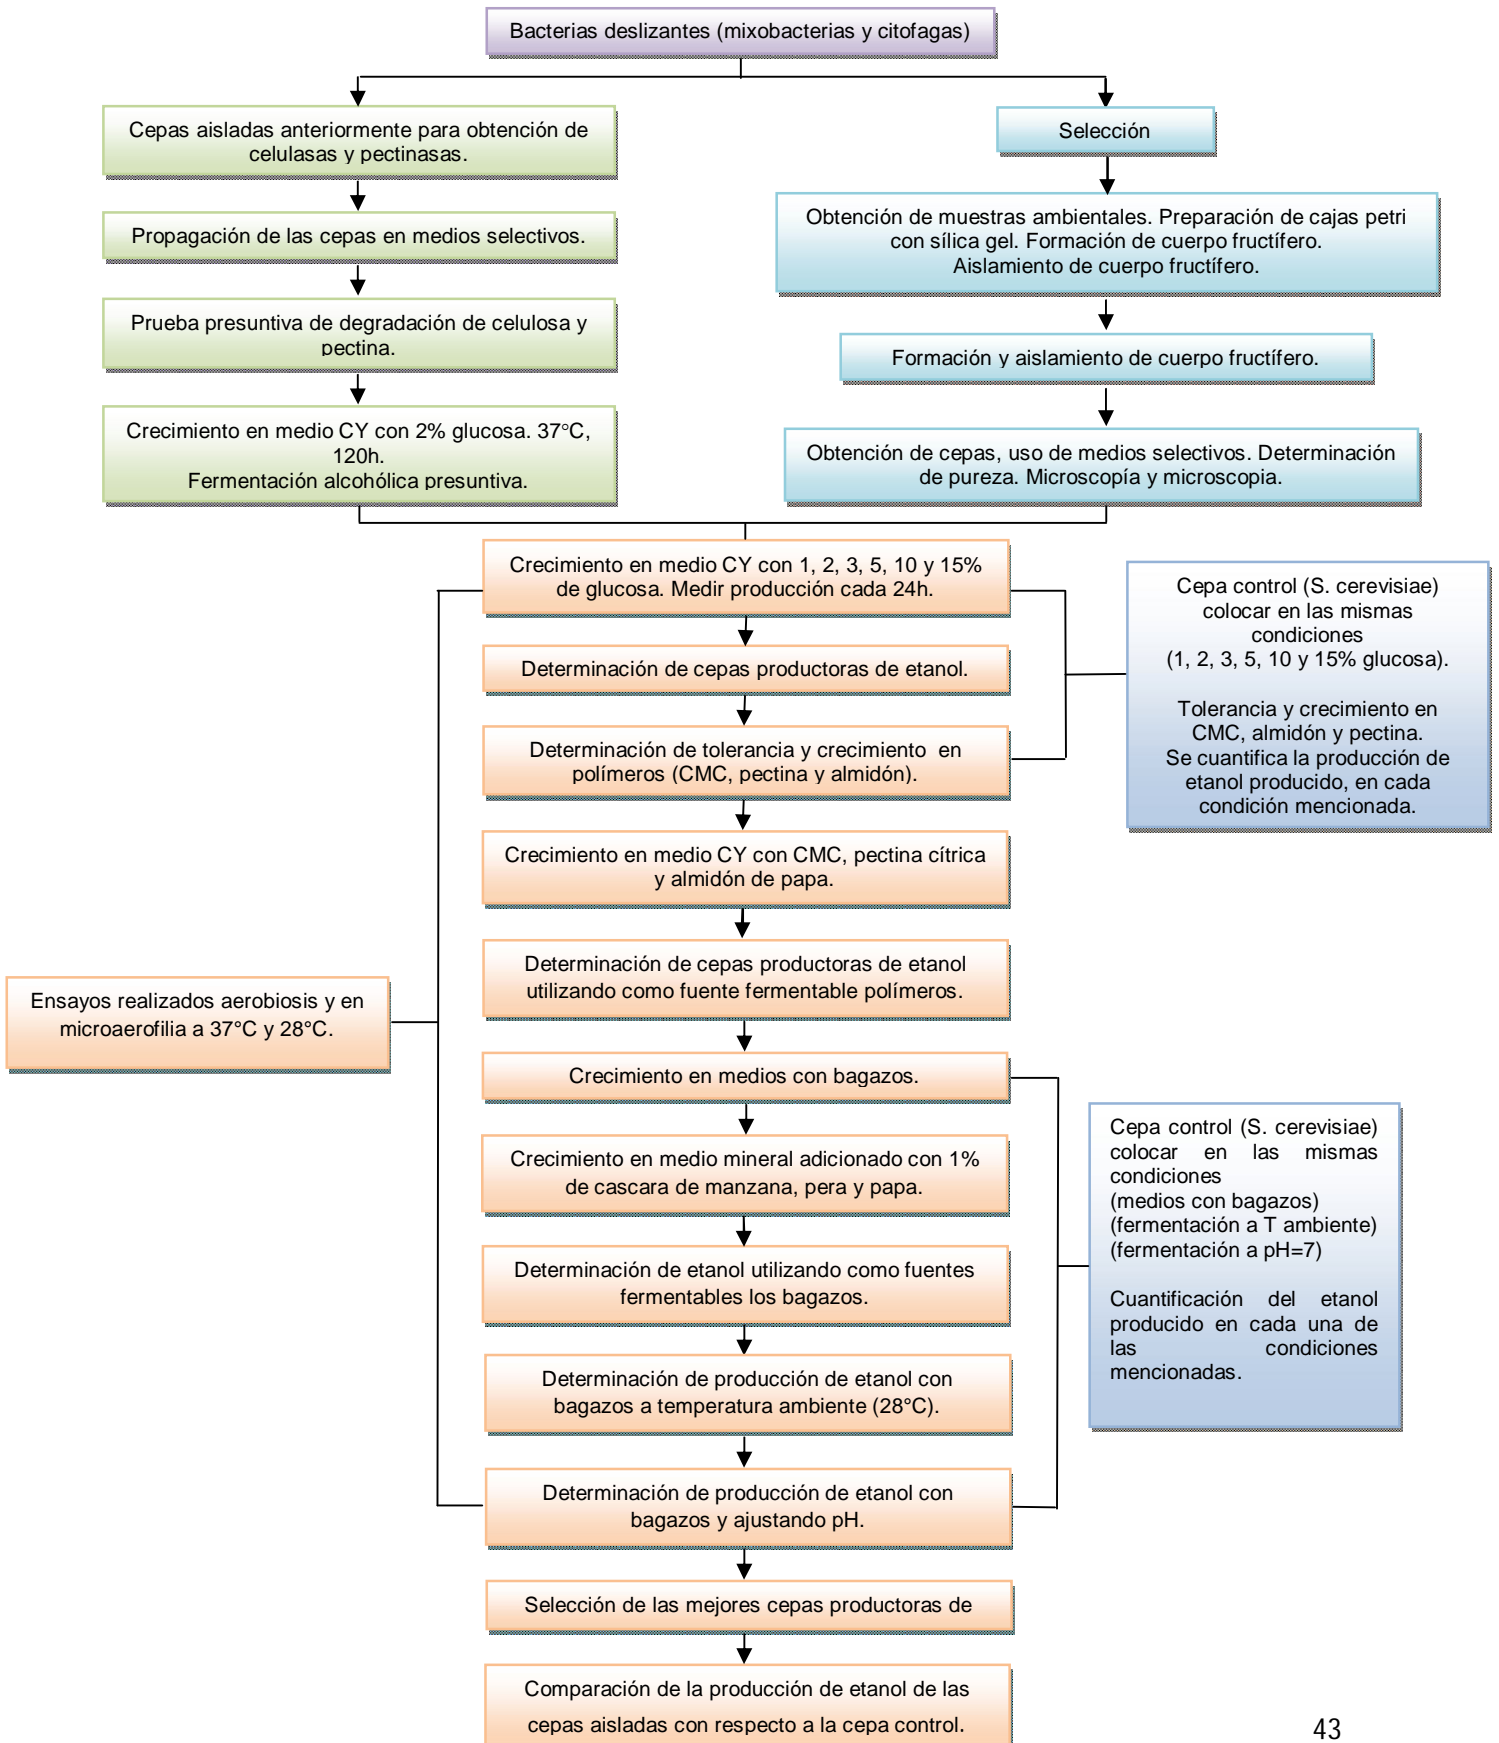 Bacterias deslizantes (mixobacterias y citofagas)
Cepas aisladas anteriormente para obtención de
celulasas y pectinasas.
Propagación de las cepas en medios selectivos.
Prueba presuntiva de degradación de celulosa y
pectina.
Crecimiento en medio CY con 2% glucosa. 37°C,
120h.
Fermentación alcohólica presuntiva.
Selección
Obtención de muestras ambientales. Preparación de cajas petri
con sílica gel. Formación de cuerpo fructífero.
Aislamiento de cuerpo fructífero.
Formación y aislamiento de cuerpo fructífero.
Obtención de cepas, uso de medios selectivos. Determinación
de pureza. Microscopía y microscopia.
Crecimiento en medio CY con 1, 2, 3, 5, 10 y 15%
de glucosa. Medir producción cada 24h.
Determinación de cepas productoras de etanol.
Determinación de tolerancia y crecimiento en
polímeros (CMC, pectina y almidón).
Cepa control (S. cerevisiae)
colocar en las mismas
condiciones
(1, 2, 3, 5, 10 y 15% glucosa).
Tolerancia y crecimiento en
CMC, almidón y pectina.
Se cuantifica la producción de
etanol producido, en cada
condición mencionada.
Crecimiento en medio CY con CMC, pectina cítrica
y almidón de papa.
Determinación de cepas productoras de etanol
utilizando como fuente fermentable polímeros.
Ensayos realizados aerobiosis y en
microaerofilia a 37°C y 28°C.
Crecimiento en medios con bagazos.
Crecimiento en medio mineral adicionado con 1%
de cascara de manzana, pera y papa.
Determinación de etanol utilizando como fuentes
fermentables los bagazos.
Determinación de producción de etanol con
bagazos a temperatura ambiente (28°C).
Determinación de producción de etanol con
bagazos y ajustando pH.
Cepa control (S. cerevisiae)
colocar en las mismas
condiciones
(medios con bagazos)
(fermentación a T ambiente)
(fermentación a pH=7)
Cuantificación del etanol
producido en cada una de
las condiciones
mencionadas.
Selección de las mejores cepas productoras de
Comparación de la producción de etanol de las
cepas aisladas con respecto a la cepa control.
43